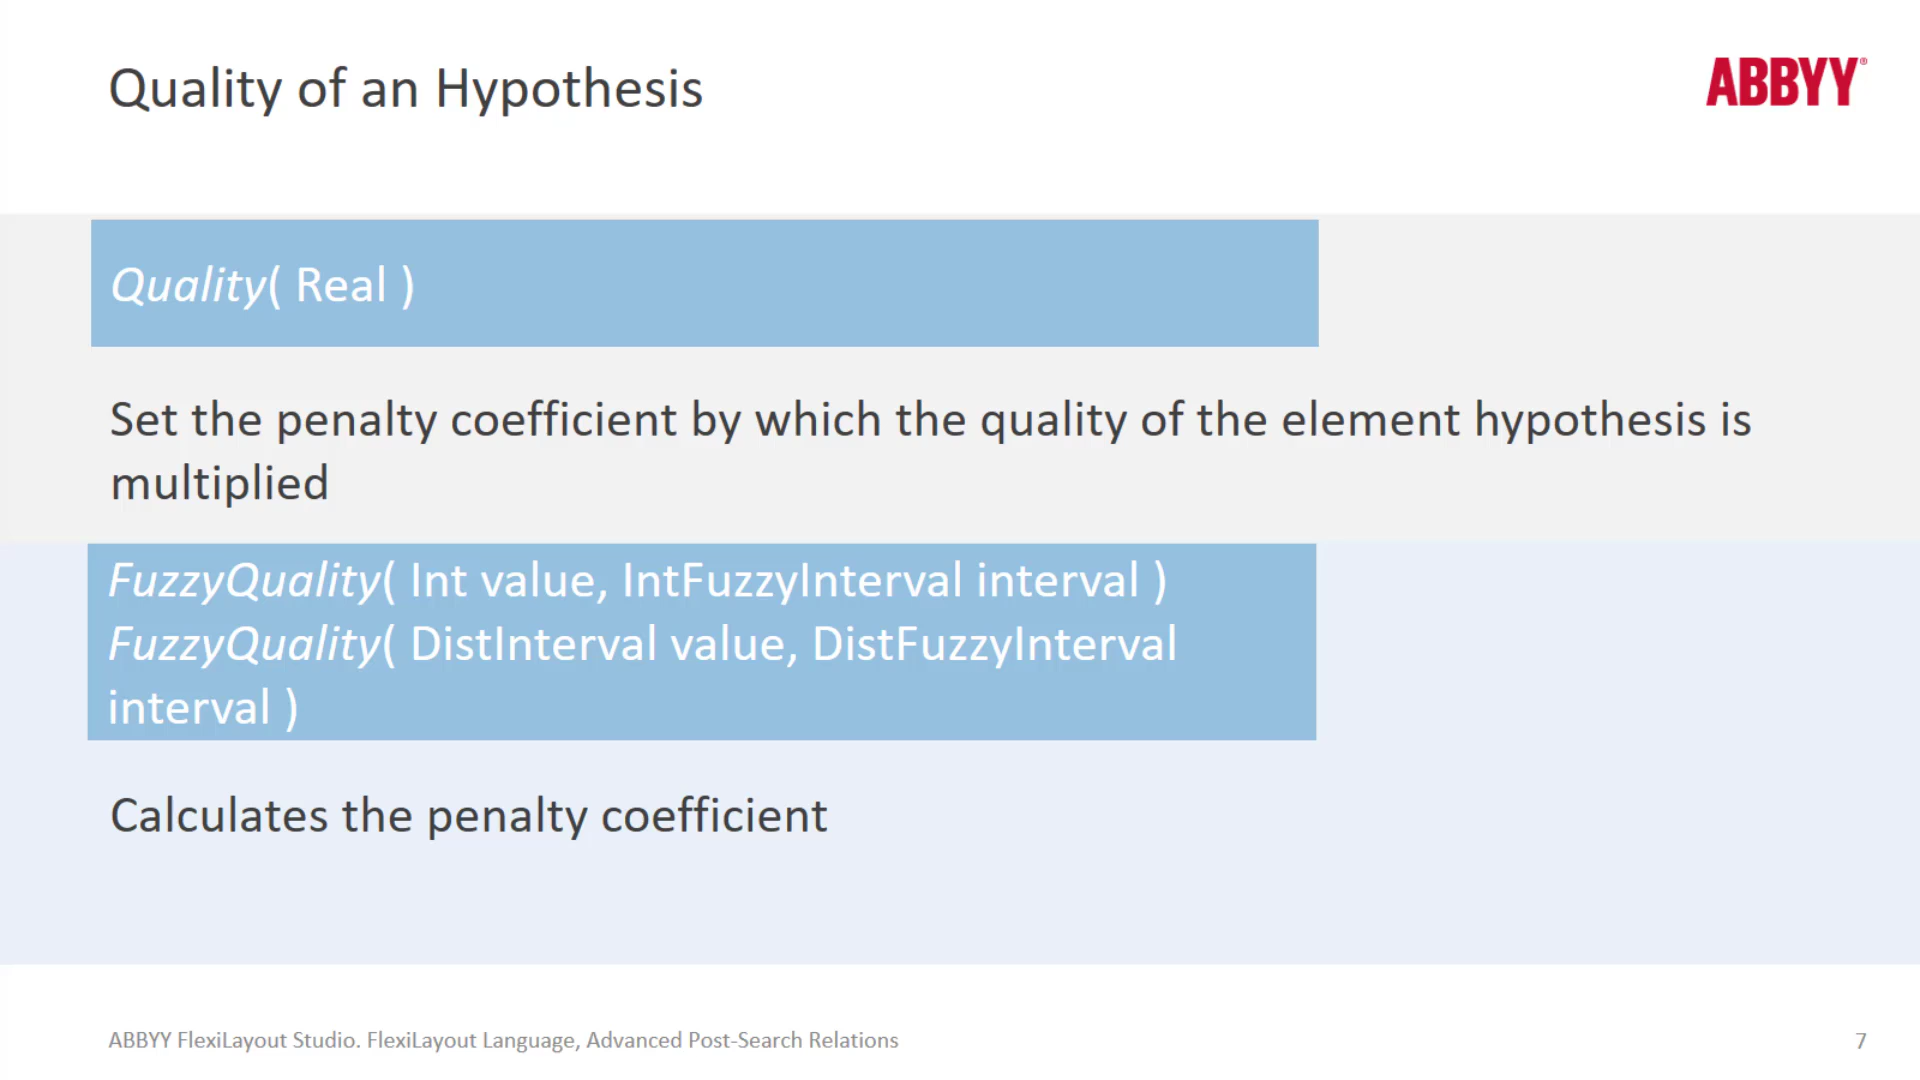 Quality of an Hypothesis
ABBYY®
Quality( Real )
Set the penalty coefficient by which the quality of the element hypothesis is
multiplied
FuzzyQuality( Int value, IntFuzzyInterval interval )
FuzzyQuality( DistInterval value, DistFuzzyInterval
interval )
Calculates the penalty coefficient
ABBYY FlexiLayout Studio. FlexiLayout Language, Advanced Post-Search Relations
7